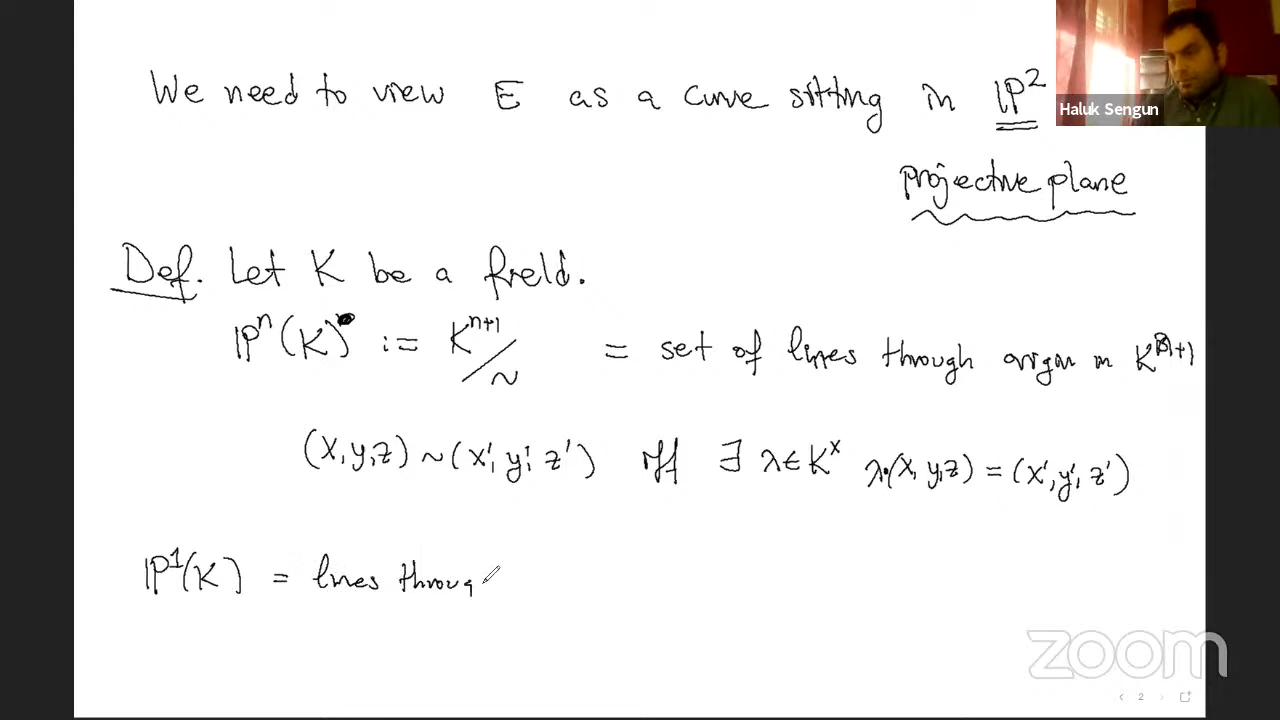 We need to view E as a curve sitting in ℙ²
Haluk Sengun
projective plane
Def. Let K be a field.
ℙⁿ(K) := Kⁿ⁺¹/∼ = set of lines through origin in Kⁿ⁺¹
(x,y,z) ∼ (x',y',z') iff ∃ λ∈K^× λ·(x,y,z) = (x',y',z')
ℙ¹(K) = lines throug
zoom
2